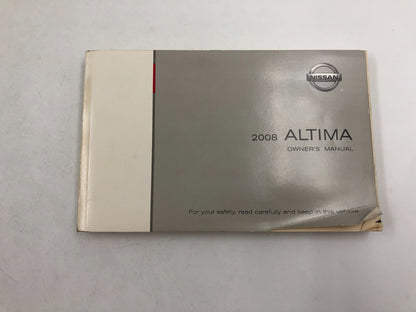 NISSAN
2008 ALTIMA
OWNER'S MANUAL
For your safety, read carefully and keep in this vehicle.